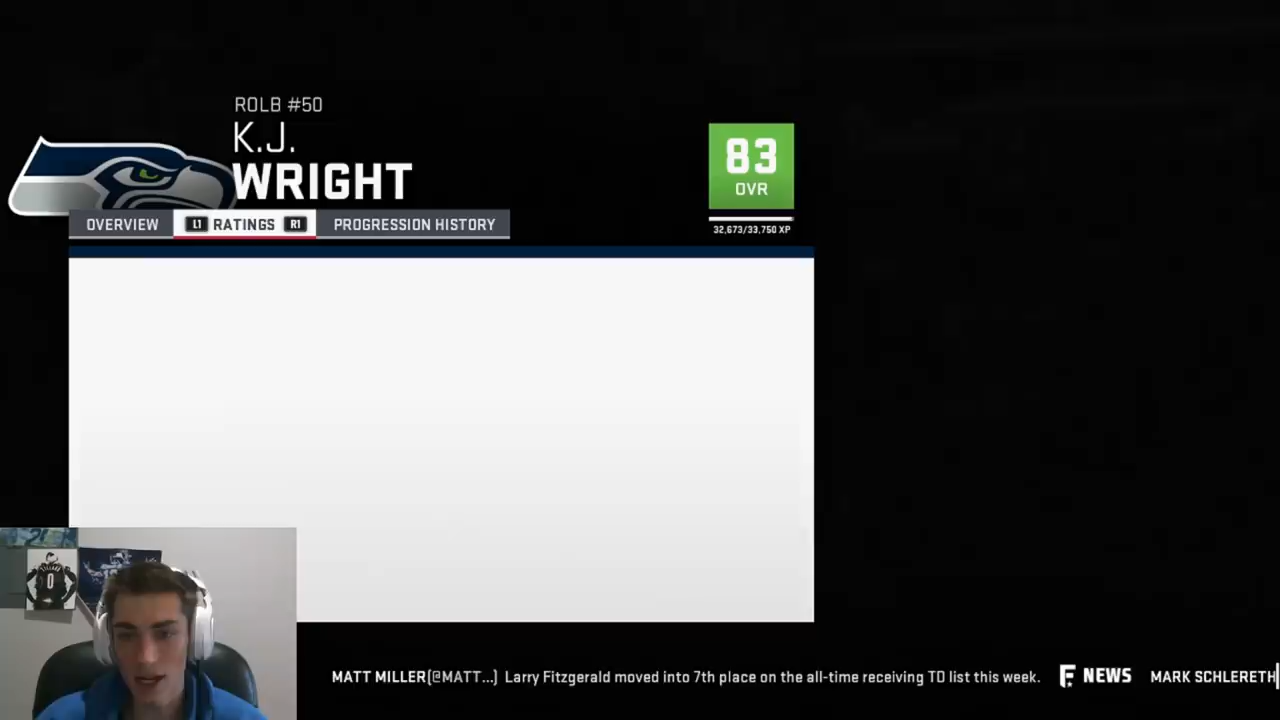 ROLB #50
K.J.
WRIGHT
83
OVR
32,673/33,750 XP
OVERVIEW L1 RATINGS R1 PROGRESSION HISTORY
0
MATT MILLER(@MATT...) Larry Fitzgerald moved into 7th place on the all-time receiving TD list this week. NEWS MARK SCHLERETH